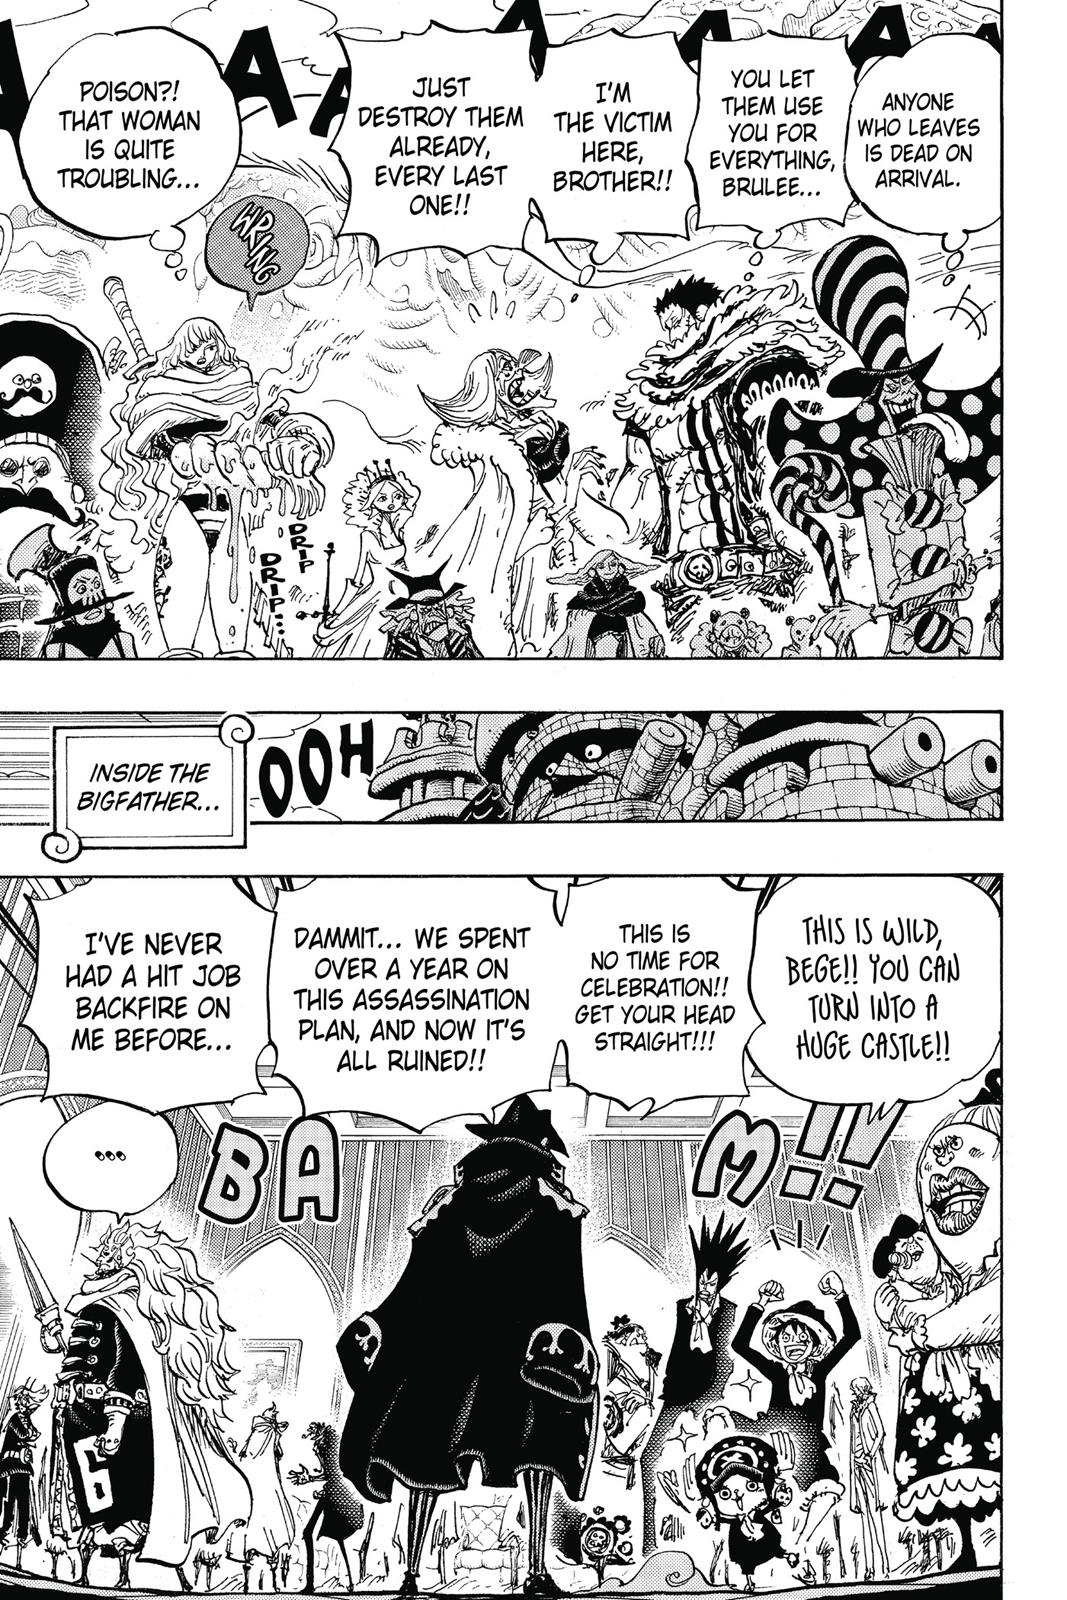 AAAAAAAA
ANYONE
WHO LEAVES
IS DEAD ON
ARRIVAL.
YOU LET
THEM USE
YOU FOR
EVERYTHING,
BRULEE...
I'M
THE VICTIM
HERE,
BROTHER!!
JUST
DESTROY THEM
ALREADY,
EVERY LAST
ONE!!
POISON?!
THAT WOMAN
IS QUITE
TROUBLING...
WRYNG
DRIP
DRIP...
INSIDE THE
BIGFATHER...
OOH
THIS IS WILD,
BEGE!! YOU CAN
TURN INTO A
HUGE CASTLE!!
THIS IS
NO TIME FOR
CELEBRATION!!
GET YOUR HEAD
STRAIGHT!!!
DAMMIT... WE SPENT
OVER A YEAR ON
THIS ASSASSINATION
PLAN, AND NOW IT'S
ALL RUINED!!
I'VE NEVER
HAD A HIT JOB
BACKFIRE ON
ME BEFORE...
...
BAM!!!
6